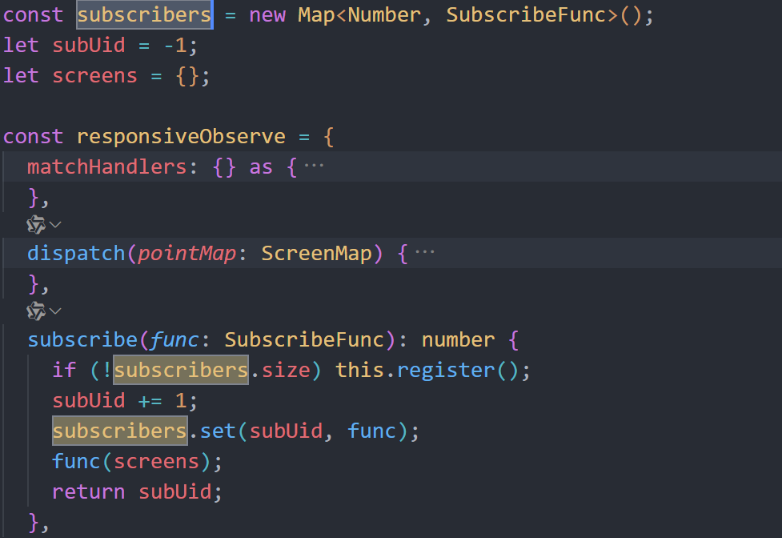 const subscribers = new Map<Number, SubscribeFunc>();
let subUid = -1;
let screens = {};
const responsiveObserve = {
matchHandlers: {} as {···
},
dispatch(pointMap: ScreenMap) {···
},
subscribe(func: SubscribeFunc): number {
if (!subscribers.size) this.register();
subUid += 1;
subscribers.set(subUid, func);
func(screens);
return subUid;
},